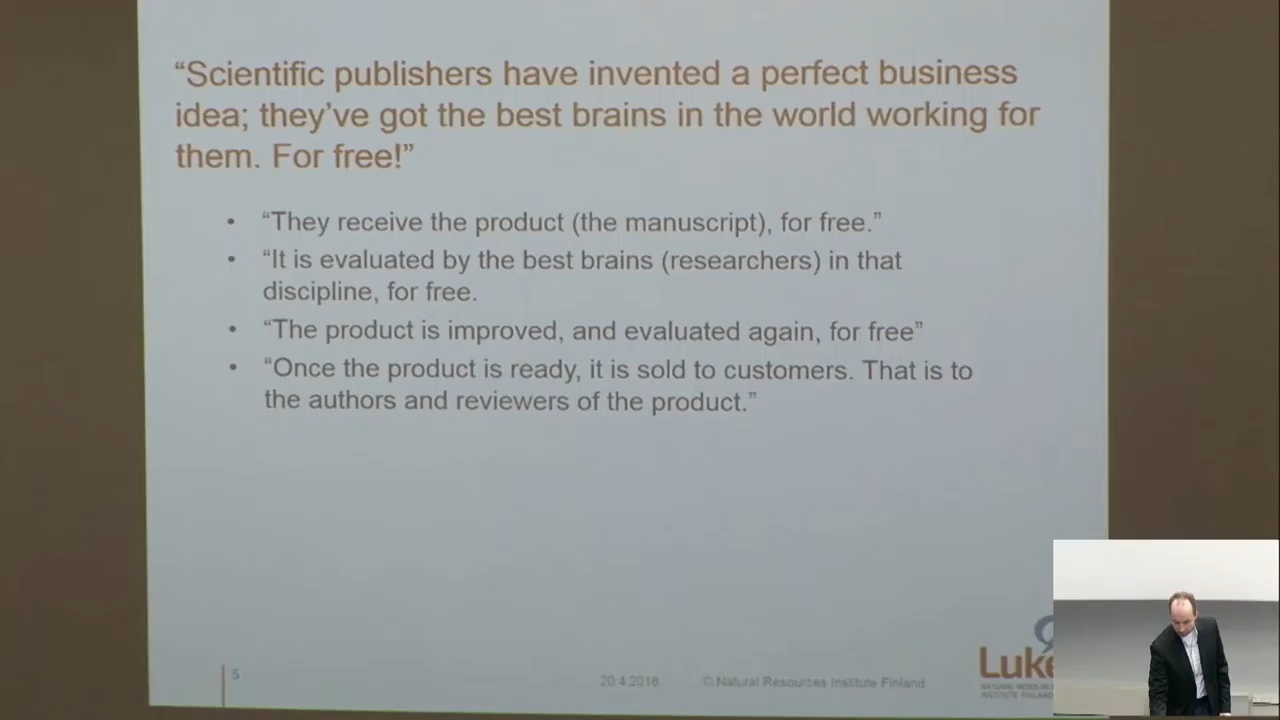 “Scientific publishers have invented a perfect business
idea; they’ve got the best brains in the world working for
them. For free!”
• “They receive the product (the manuscript), for free.”
• “It is evaluated by the best brains (researchers) in that
discipline, for free.
• “The product is improved, and evaluated again, for free”
• “Once the product is ready, it is sold to customers. That is to
the authors and reviewers of the product.”
5
20.4.2016
© Natural Resources Institute Finland
Luke
NATURAL RESOURCES
INSTITUTE FINLAND